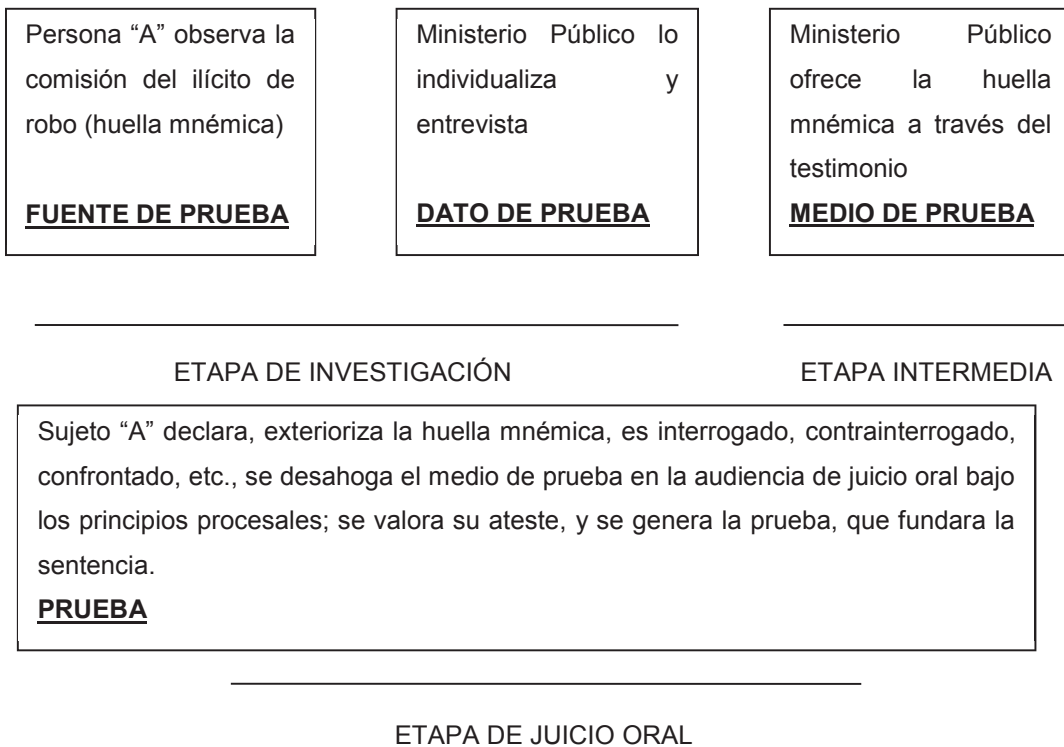 Persona “A” observa la
comisión del ilícito de
robo (huella mnémica)
FUENTE DE PRUEBA
Ministerio Público lo
individualiza y
entrevista
DATO DE PRUEBA
Ministerio Público
ofrece la huella
mnémica a través del
testimonio
MEDIO DE PRUEBA
ETAPA DE INVESTIGACIÓN
ETAPA INTERMEDIA
Sujeto “A” declara, exterioriza la huella mnémica, es interrogado, contrainterrogado,
confrontado, etc., se desahoga el medio de prueba en la audiencia de juicio oral bajo
los principios procesales; se valora su ateste, y se genera la prueba, que fundara la
sentencia.
PRUEBA
ETAPA DE JUICIO ORAL